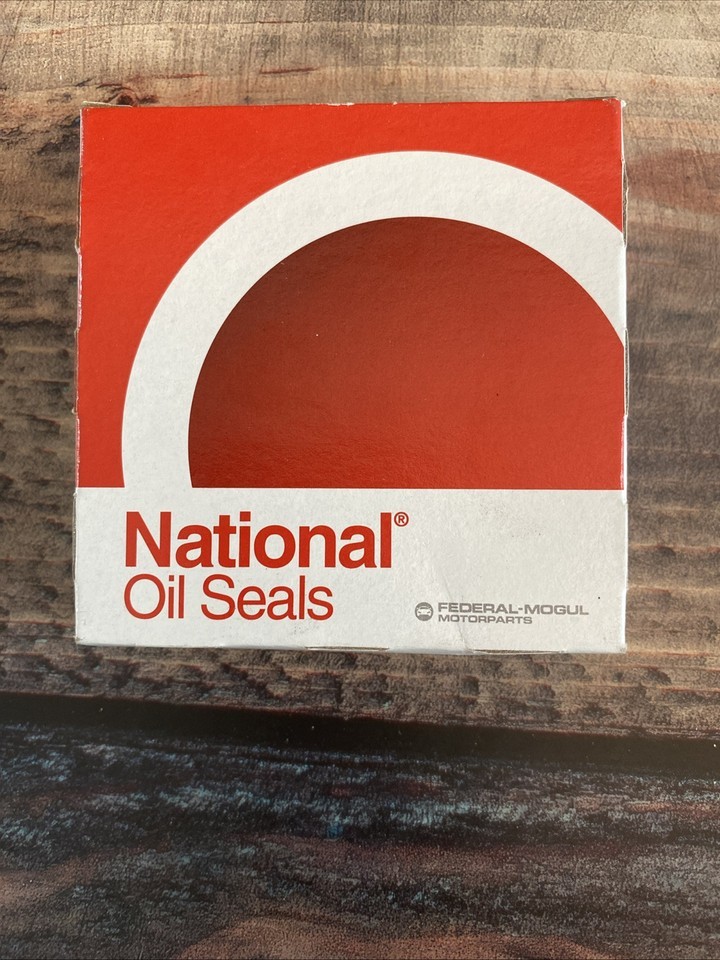 National®
Oil Seals
FEDERAL-MOGUL
MOTORPARTS